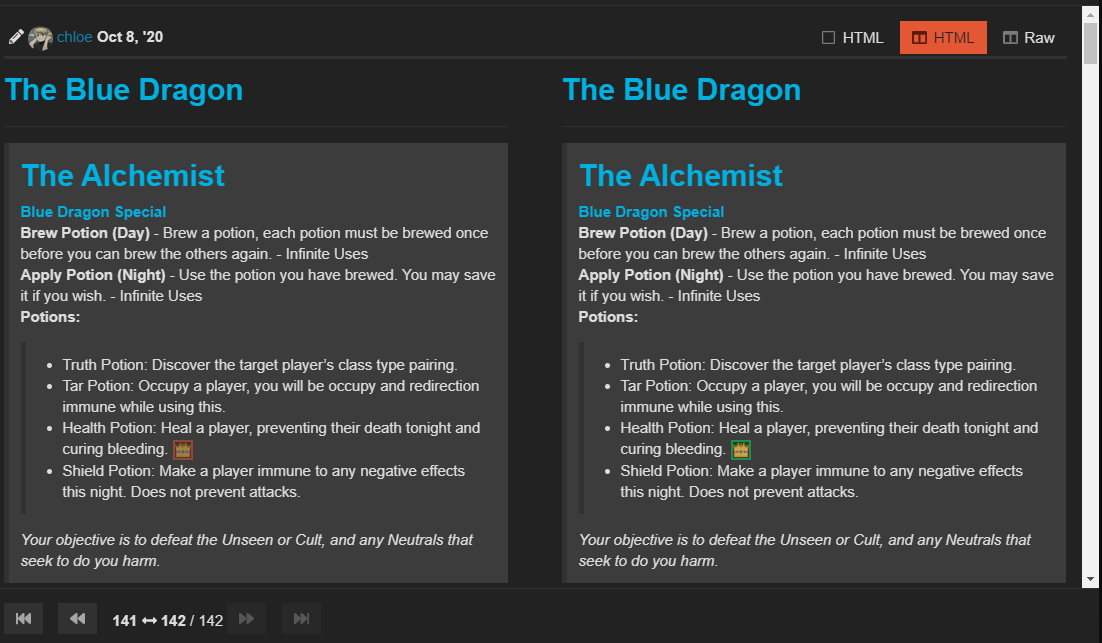 chloe Oct 8, '20
HTML
HTML
Raw
The Blue Dragon
The Alchemist
Blue Dragon Special
Brew Potion (Day) - Brew a potion, each potion must be brewed once
before you can brew the others again. - Infinite Uses
Apply Potion (Night) - Use the potion you have brewed. You may save
it if you wish. - Infinite Uses
Potions:
• Truth Potion: Discover the target player’s class type pairing.
• Tar Potion: Occupy a player, you will be occupy and redirection
immune while using this.
• Health Potion: Heal a player, preventing their death tonight and
curing bleeding.
• Shield Potion: Make a player immune to any negative effects
this night. Does not prevent attacks.
Your objective is to defeat the Unseen or Cult, and any Neutrals that
seek to do you harm.
The Blue Dragon
The Alchemist
Blue Dragon Special
Brew Potion (Day) - Brew a potion, each potion must be brewed once
before you can brew the others again. - Infinite Uses
Apply Potion (Night) - Use the potion you have brewed. You may save
it if you wish. - Infinite Uses
Potions:
• Truth Potion: Discover the target player’s class type pairing.
• Tar Potion: Occupy a player, you will be occupy and redirection
immune while using this.
• Health Potion: Heal a player, preventing their death tonight and
curing bleeding.
• Shield Potion: Make a player immune to any negative effects
this night. Does not prevent attacks.
Your objective is to defeat the Unseen or Cult, and any Neutrals that
seek to do you harm.
141 ↔ 142 / 142